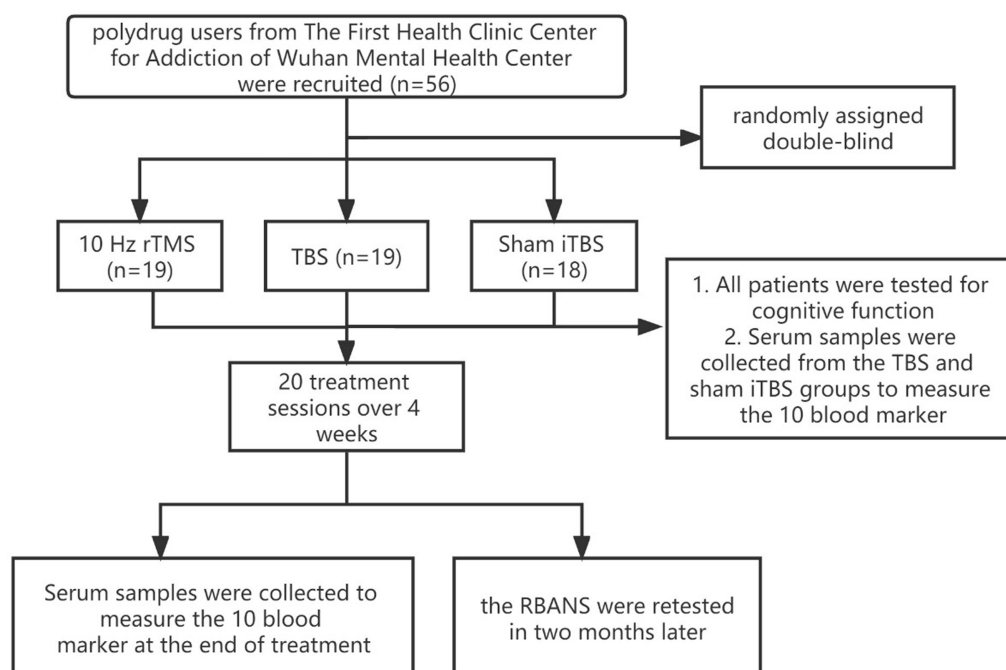 polydrug users from The First Health Clinic Center
for Addiction of Wuhan Mental Health Center
were recruited (n=56)
randomly assigned
double-blind
10 Hz rTMS
(n=19)
TBS (n=19)
Sham iTBS
(n=18)
1. All patients were tested for
cognitive function
2. Serum samples were
collected from the TBS and
sham iTBS groups to measure
the 10 blood marker
20 treatment
sessions over 4
weeks
Serum samples were collected to
measure the 10 blood
marker at the end of treatment
the RBANS were retested
in two months later